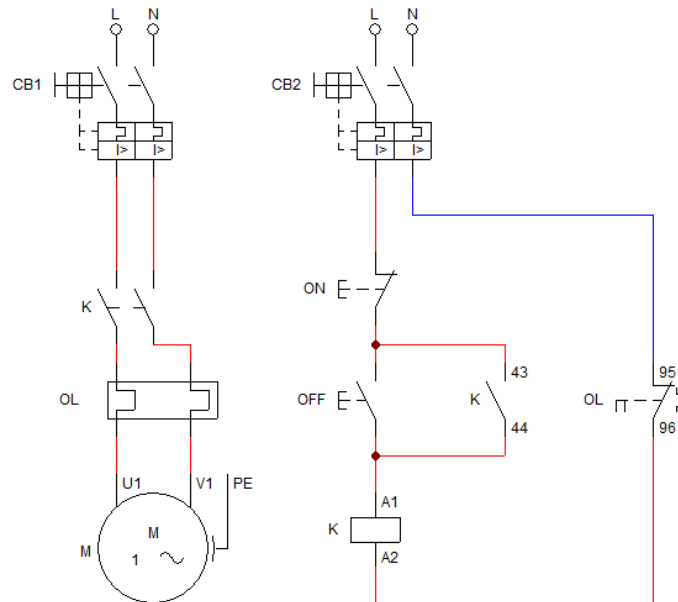 L N L N
CB1 CB2
I> I> I> I>
ON
K
43
95
OL OFF K OL
44
96
U1 V1 PE
A1
M
K
M 1
A2